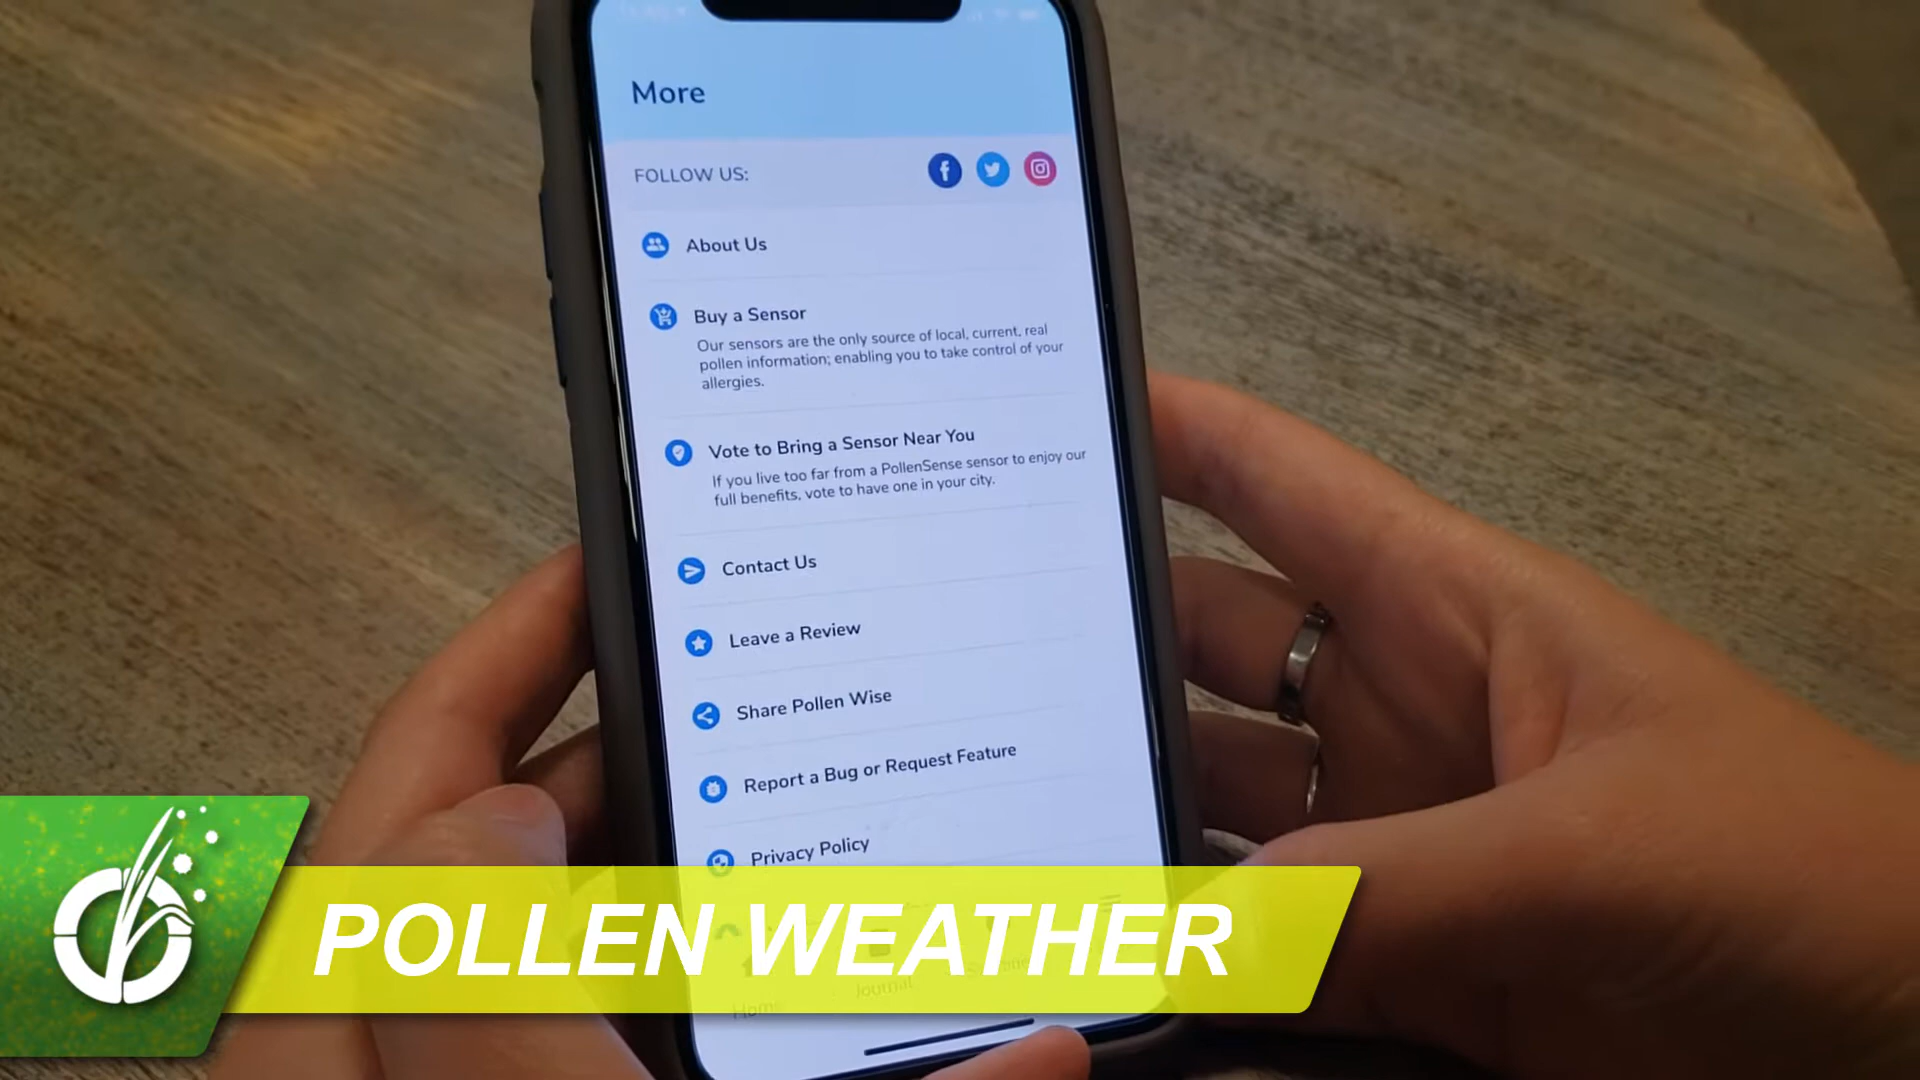 More
FOLLOW US:
About Us
Buy a Sensor
Our sensors are the only source of local, current, real
pollen information; enabling you to take control of your
allergies.
Vote to Bring a Sensor Near You
If you live too far from a PollenSense sensor to enjoy our
full benefits, vote to have one in your city.
Contact Us
Leave a Review
Share Pollen Wise
Report a Bug or Request Feature
Privacy Policy
POLLEN WEATHER
Home
Journal